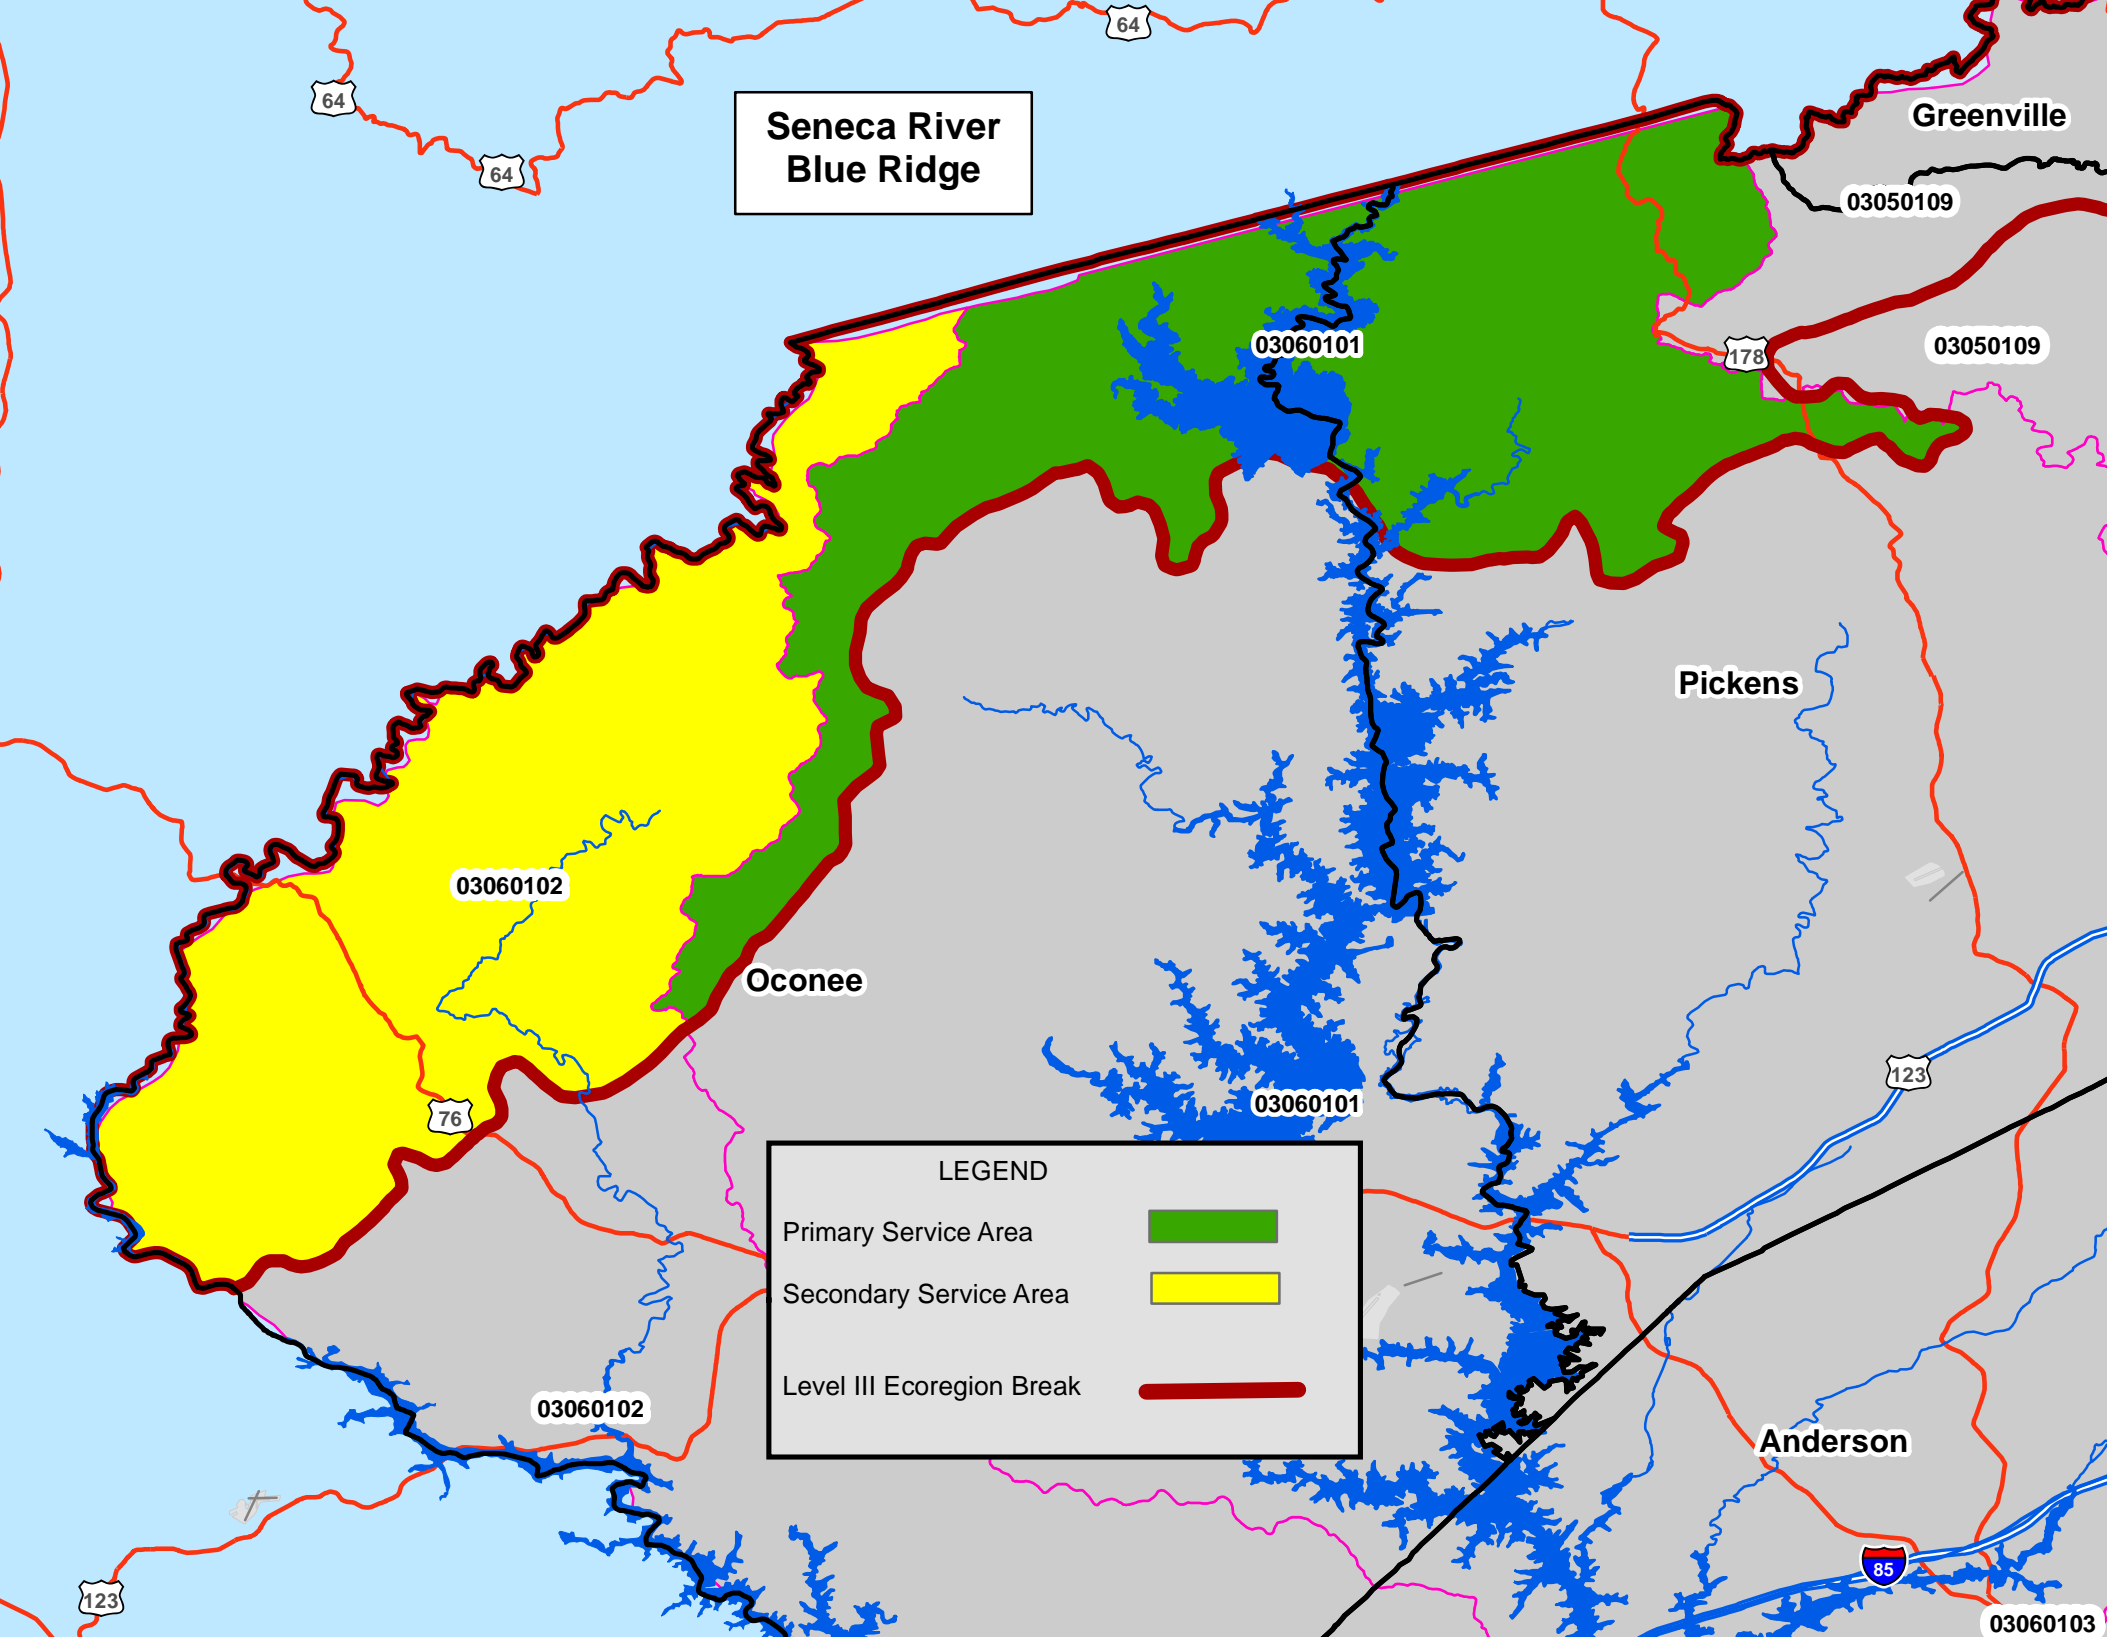 64
64
64
Seneca River
Blue Ridge
Greenville
03050109
03060101
178
03050109
Pickens
03060102
Oconee
123
03060101
76
LEGEND
Primary Service Area
Secondary Service Area
Level III Ecoregion Break
03060102
Anderson
85
123
03060103